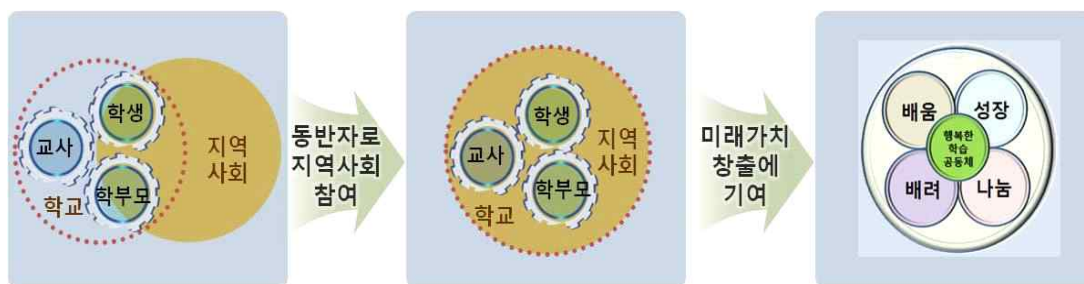 학생
교사
학부모
학교
지역
사회
동반자로
지역사회
참여
학생
교사
학부모
학교
지역
사회
미래가치
창출에
기여
배움
성장
행복한
학습
공동체
배려
나눔